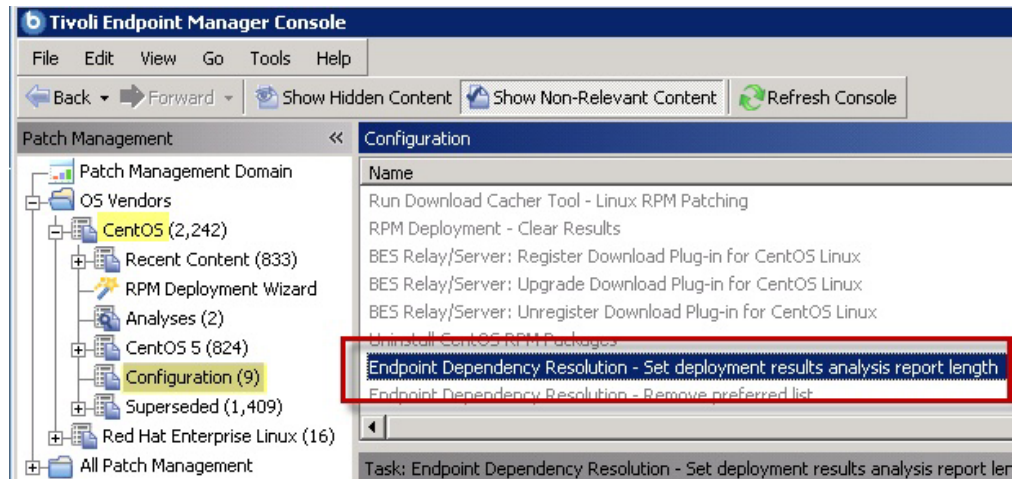 Tivoli Endpoint Manager Console
File Edit View Go Tools Help
Back Forward Show Hidden Content Show Non-Relevant Content Refresh Console
Patch Management «
Patch Management Domain
OS Vendors
CentOS (2,242)
Recent Content (833)
RPM Deployment Wizard
Analyses (2)
CentOS 5 (824)
Configuration (9)
Superseded (1,409)
Red Hat Enterprise Linux (16)
All Patch Management
Configuration
Name
Run Download Cacher Tool - Linux RPM Patching
RPM Deployment - Clear Results
BES Relay/Server: Register Download Plug-in for CentOS Linux
BES Relay/Server: Upgrade Download Plug-in for CentOS Linux
BES Relay/Server: Unregister Download Plug-in for CentOS Linux
Uninstall CentOS RPM Packages
Endpoint Dependency Resolution - Set deployment results analysis report length
Endpoint Dependency Resolution - Remove preferred list
Task: Endpoint Dependency Resolution - Set deployment results analysis report ler